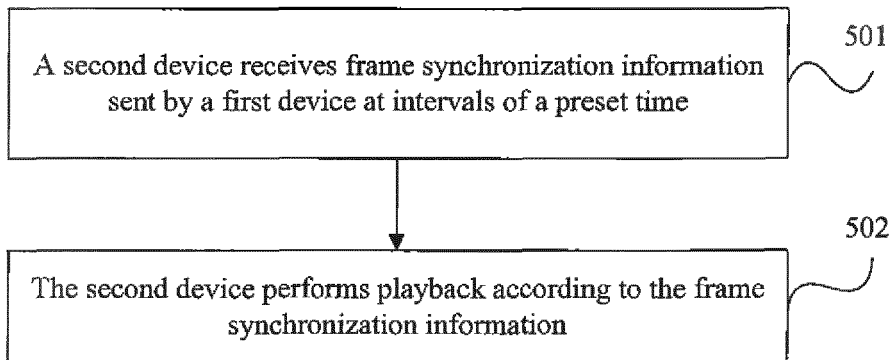 501
A second device receives frame synchronization information
sent by a first device at intervals of a preset time
502
The second device performs playback according to the frame
synchronization information